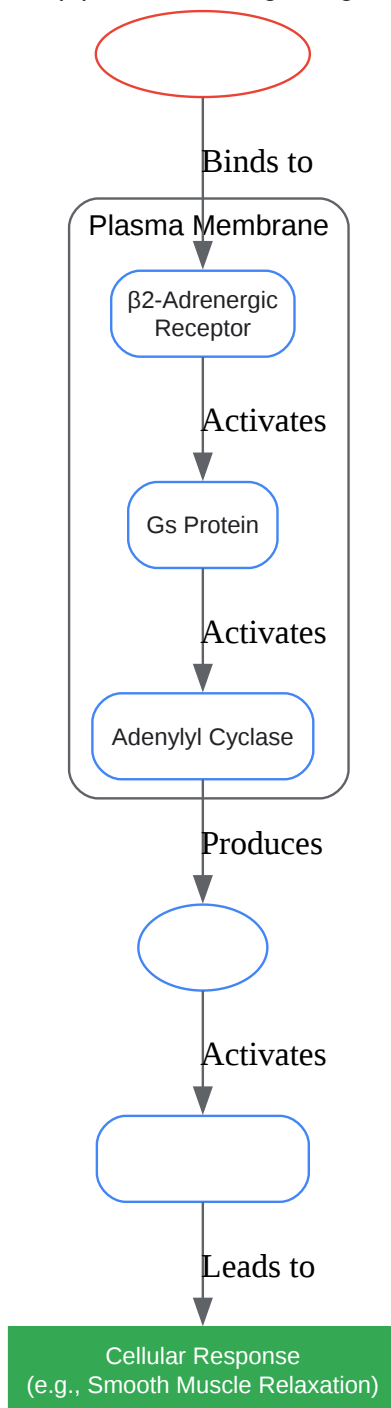 Binds to
Plasma Membrane
β2-Adrenergic
Receptor
Activates
Gs Protein
Activates
Adenylyl Cyclase
Produces
Activates
Leads to
Cellular Response
(e.g., Smooth Muscle Relaxation)